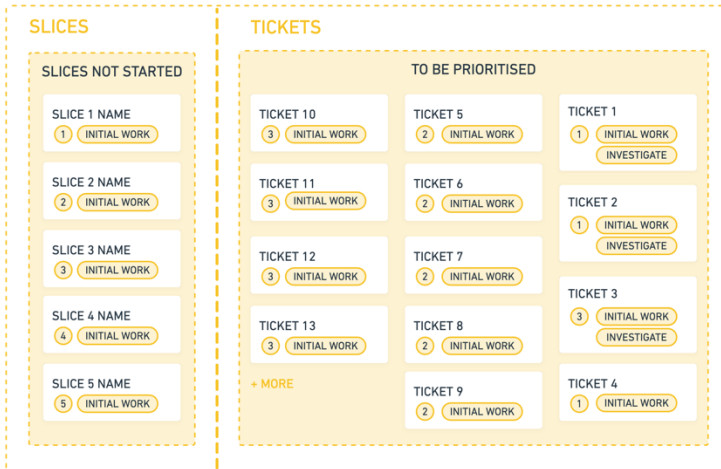 SLICES
SLICES NOT STARTED
SLICE 1 NAME
1 INITIAL WORK
SLICE 2 NAME
2 INITIAL WORK
SLICE 3 NAME
3 INITIAL WORK
SLICE 4 NAME
4 INITIAL WORK
SLICE 5 NAME
5 INITIAL WORK
TICKETS
TO BE PRIORITISED
TICKET 10
3 INITIAL WORK
TICKET 11
3 INITIAL WORK
TICKET 12
3 INITIAL WORK
TICKET 13
3 INITIAL WORK
+ MORE
TICKET 5
2 INITIAL WORK
TICKET 6
2 INITIAL WORK
TICKET 7
2 INITIAL WORK
TICKET 8
2 INITIAL WORK
TICKET 9
2 INITIAL WORK
TICKET 1
1 INITIAL WORK
INVESTIGATE
TICKET 2
1 INITIAL WORK
INVESTIGATE
TICKET 3
3 INITIAL WORK
INVESTIGATE
TICKET 4
1 INITIAL WORK